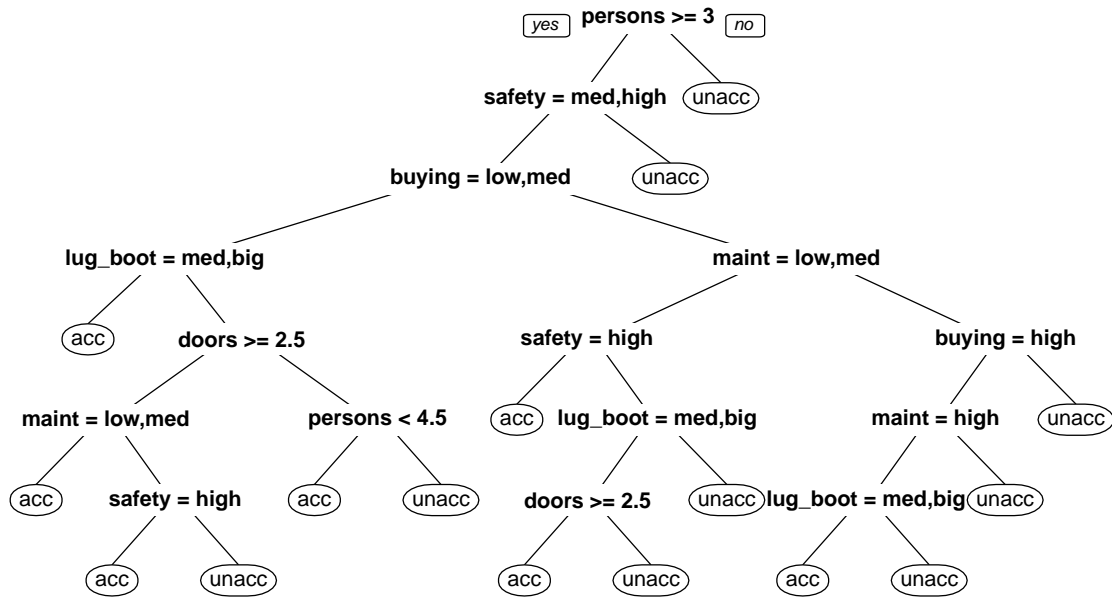 yes persons >= 3 no
safety = med,high unacc
buying = low,med unacc
lug_boot = med,big maint = low,med
acc doors >= 2.5 safety = high buying = high
maint = low,med persons < 4.5 acc lug_boot = med,big maint = high unacc
acc safety = high acc unacc doors >= 2.5 unacc lug_boot = med,big unacc
acc unacc acc unacc acc unacc